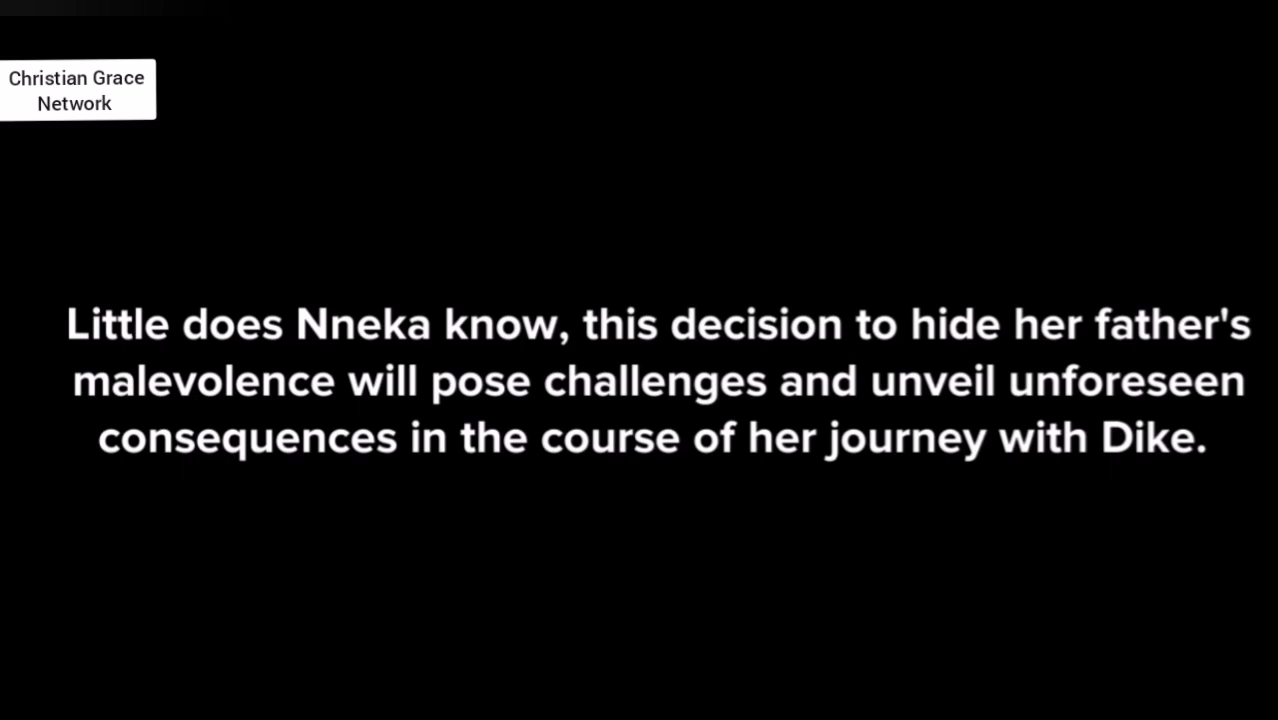 Christian Grace
Network
Little does Nneka know, this decision to hide her father's
malevolence will pose challenges and unveil unforeseen
consequences in the course of her journey with Dike.